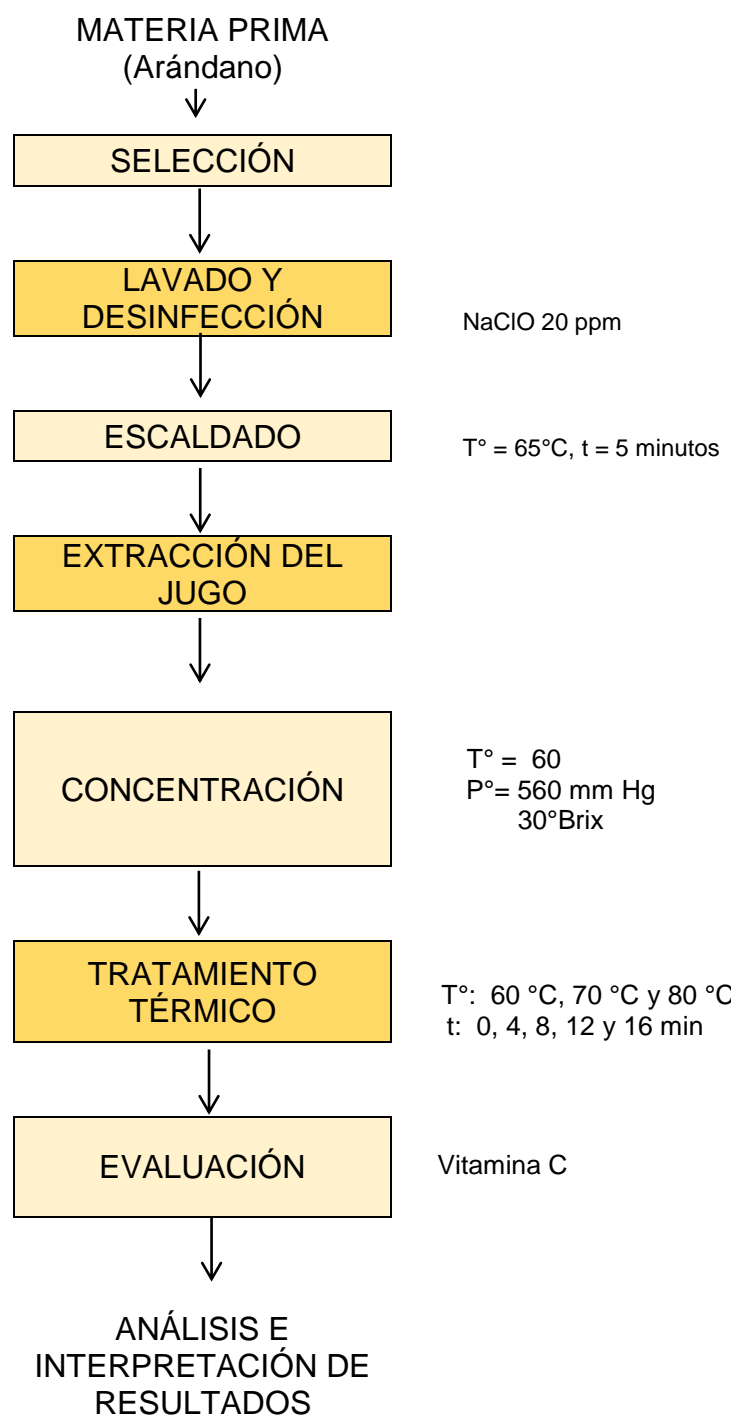 MATERIA PRIMA
(Arándano)
SELECCIÓN
LAVADO Y
DESINFECCIÓN
NaClO 20 ppm
ESCALDADO
T° = 65°C, t = 5 minutos
EXTRACCIÓN DEL
JUGO
CONCENTRACIÓN
T° = 60
P°= 560 mm Hg
30°Brix
TRATAMIENTO
TÉRMICO
T°: 60 °C, 70 °C y 80 °C
t: 0, 4, 8, 12 y 16 min
EVALUACIÓN
Vitamina C
ANÁLISIS E
INTERPRETACIÓN DE
RESULTADOS